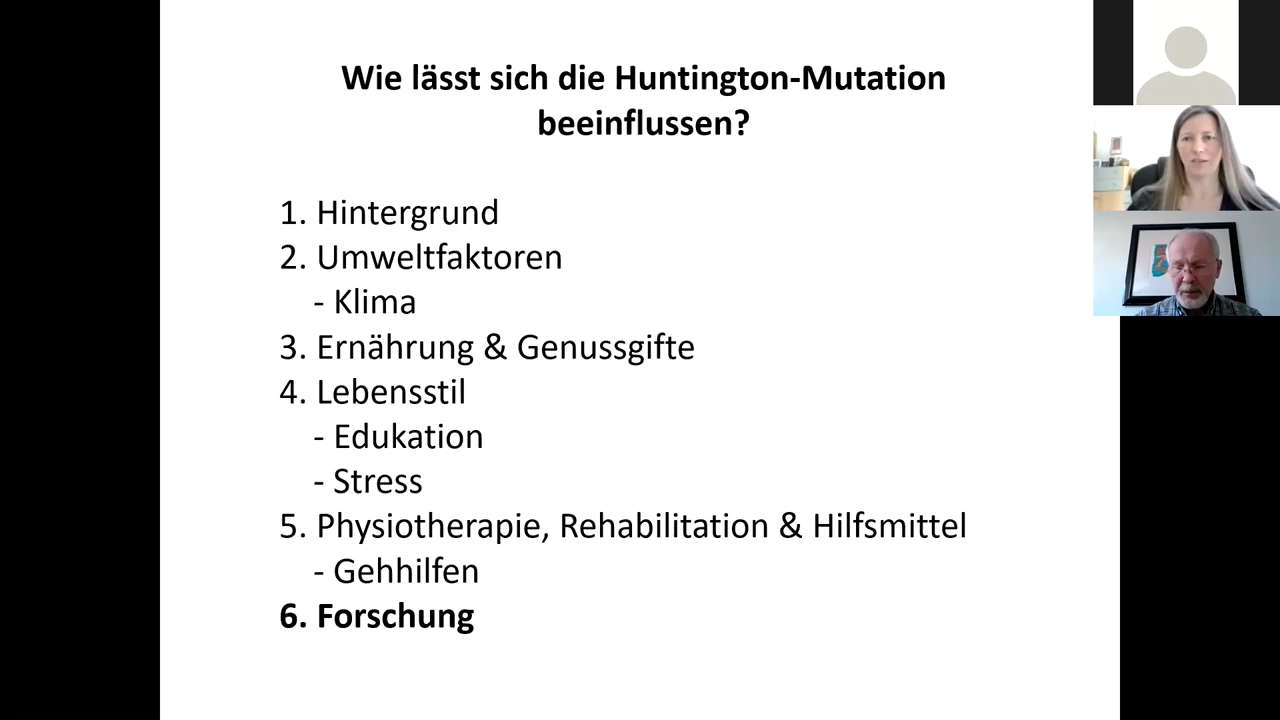 Wie lässt sich die Huntington-Mutation
beeinflussen?
1. Hintergrund
2. Umweltfaktoren
- Klima
3. Ernährung & Genussgifte
4. Lebensstil
- Edukation
- Stress
5. Physiotherapie, Rehabilitation & Hilfsmittel
- Gehhilfen
6. Forschung